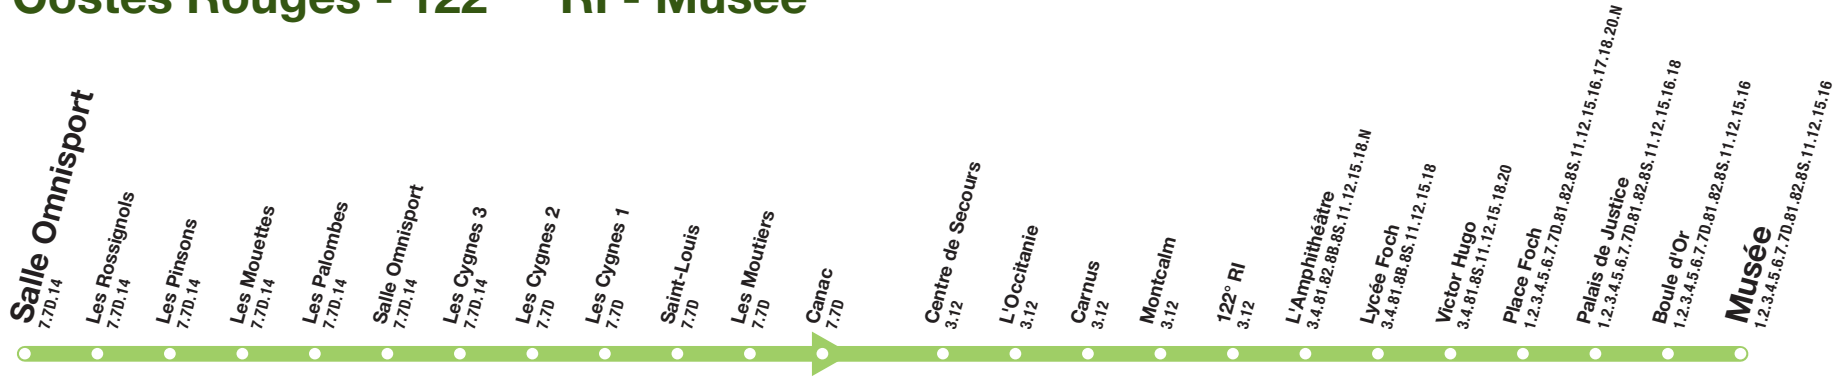 Costes Rouges - 122 RI - Musée
Salle Omnisport
7.7D.14
Les Rossignols
7.7D.14
Les Pinsons
7.7D.14
Les Mouettes
7.7D.14
Les Palombes
7.7D.14
Salle Omnisport
7.7D.14
Les Cygnes 3
7.7D.14
Les Cygnes 2
7.7D
Les Cygnes 1
7.7D
Saint-Louis
7.7D
Les Moutiers
7.7D
Canac
7.7D
Centre de Secours
3.12
L'Occitanie
3.12
Carnus
3.12
Montcalm
3.12
122° RI
3.12
L'Amphithéâtre
3.4.81.82.8B.8S.11.12.15.18.N
Lycée Foch
3.4.81.8B.8S.11.12.15.18
Victor Hugo
3.4.81.8S.11.12.15.18.20
Place Foch
1.2.3.4.5.6.7.7D.81.82.8S.11.12.15.16.17.18.20.N
Palais de Justice
1.2.3.4.5.6.7.7D.81.82.8S.11.12.15.16.18
Boule d'Or
1.2.3.4.5.6.7.7D.81.82.8S.11.12.15.16
Musée
1.2.3.4.5.6.7.7D.81.82.8S.11.12.15.16